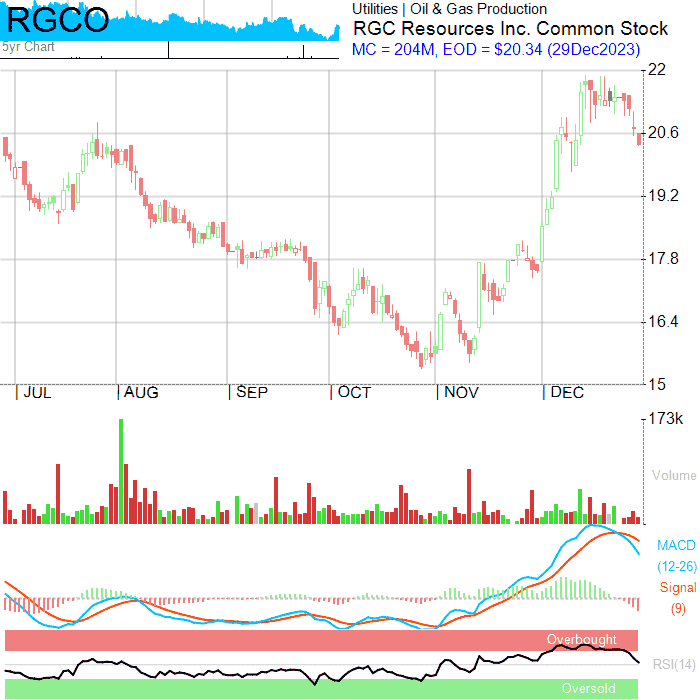 RGCO
5yr Chart
Utilities | Oil & Gas Production
RGC Resources Inc. Common Stock
MC = 204M, EOD = $20.34 (29Dec2023)
22
20.6
19.2
17.8
16.4
15
JUL AUG SEP OCT NOV DEC
173k
Volume
MACD
(12-26)
Signal
(9)
Overbought
RSI(14)
Oversold